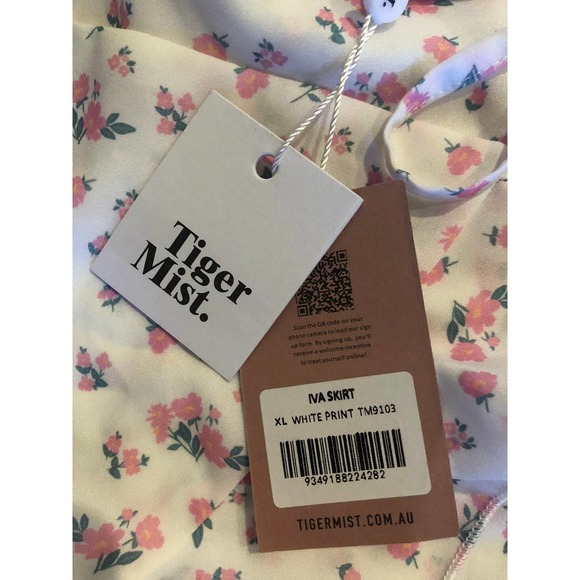 Tiger
Mist.
Scan the QR code on your
phone camera to load our sign
up form. By signing up, you'll
receive a welcome incentive
to treat yourself online!
IVA SKIRT
XL WHITE PRINT TM9103
9349188224282
TIGERMIST.COM.AU